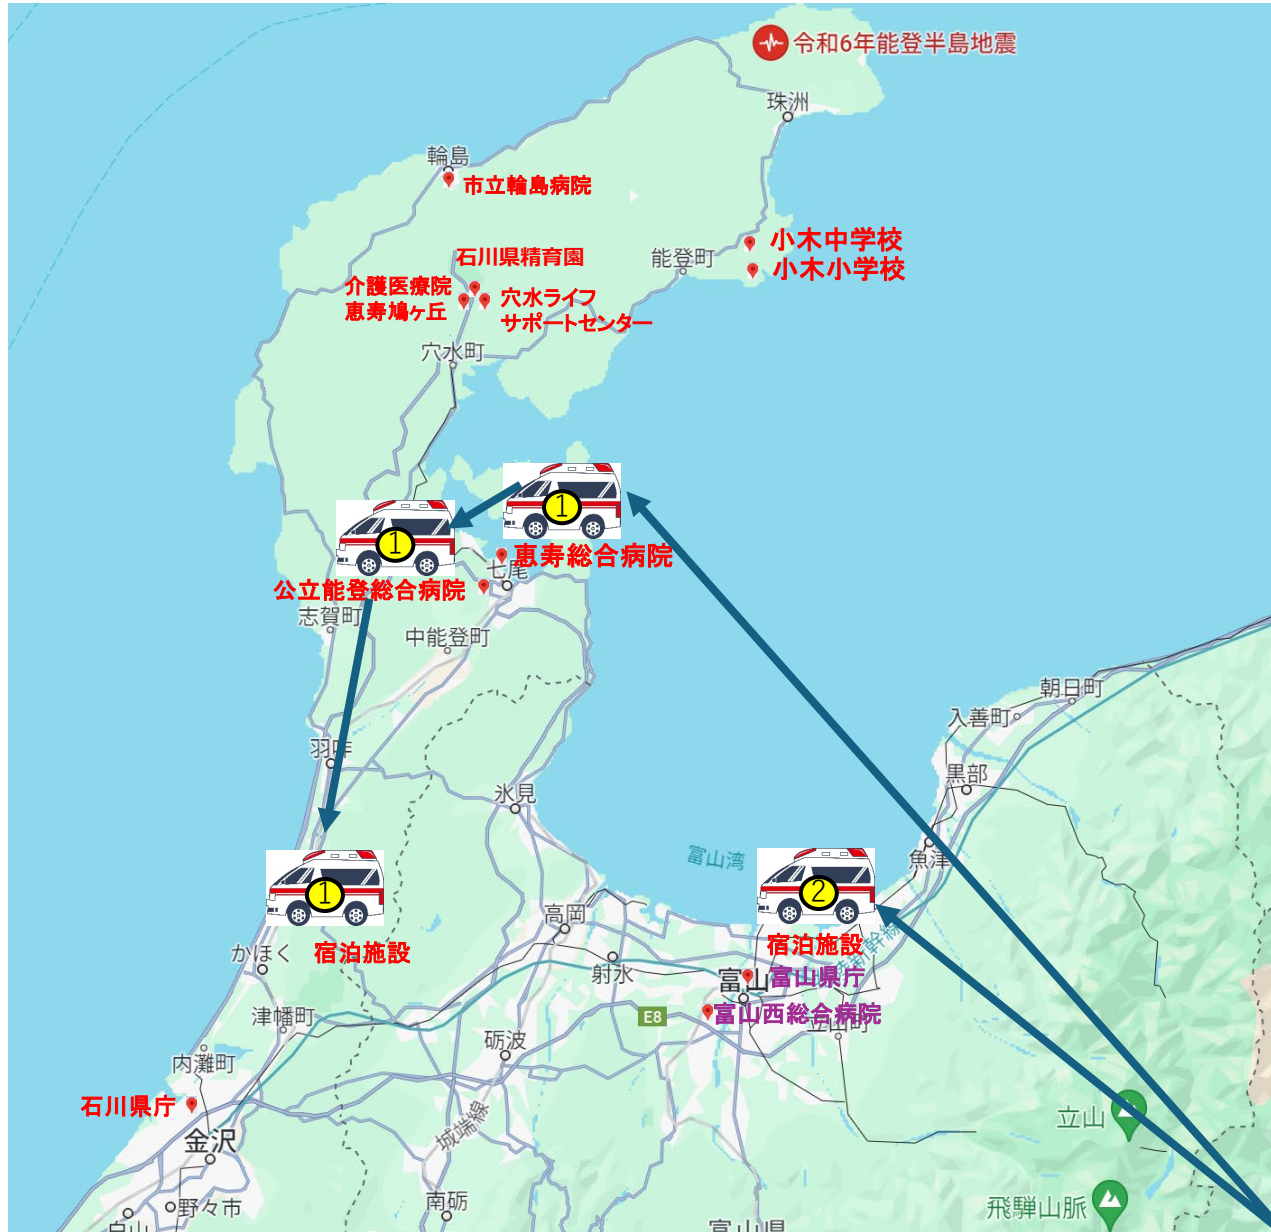 令和6年能登半島地震
珠洲
輪島
市立輪島病院
小木中学校
小木小学校
能登町
石川県精育園
介護医療院
恵寿鳩ヶ丘
穴水ライフ
サポートセンター
穴水町
①
①
恵寿総合病院
七尾
公立能登総合病院
志賀町
中能登町
朝日町
入善町
羽咋
黒部
氷見
魚津
富山湾
①
②
宿泊施設
高岡
かほく
宿泊施設
射水
富山
富山県庁
富山西総合病院
立山町
E8
津幡町
砺波
内灘町
石川県庁
城端線
立山
金沢
野々市
南砺
飛騨山脈
白山
富山県